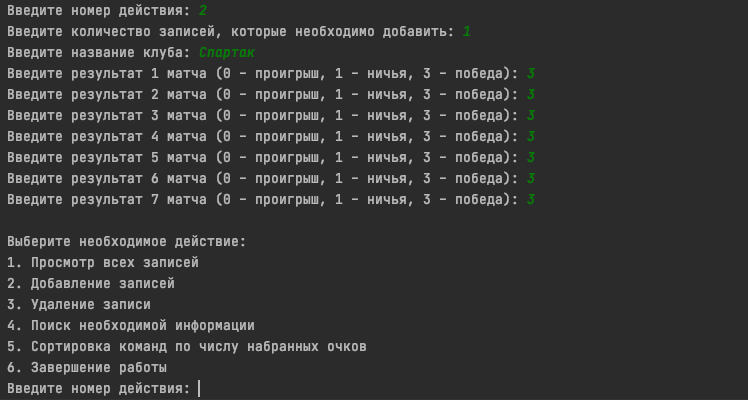 Введите номер действия: 2
Введите количество записей, которые необходимо добавить: 1
Введите название клуба: Спартак
Введите результат 1 матча (0 - проигрыш, 1 - ничья, 3 - победа): 3
Введите результат 2 матча (0 - проигрыш, 1 - ничья, 3 - победа): 3
Введите результат 3 матча (0 - проигрыш, 1 - ничья, 3 - победа): 3
Введите результат 4 матча (0 - проигрыш, 1 - ничья, 3 - победа): 3
Введите результат 5 матча (0 - проигрыш, 1 - ничья, 3 - победа): 3
Введите результат 6 матча (0 - проигрыш, 1 - ничья, 3 - победа): 3
Введите результат 7 матча (0 - проигрыш, 1 - ничья, 3 - победа): 3
Выберите необходимое действие:
1. Просмотр всех записей
2. Добавление записей
3. Удаление записи
4. Поиск необходимой информации
5. Сортировка команд по числу набранных очков
6. Завершение работы
Введите номер действия: